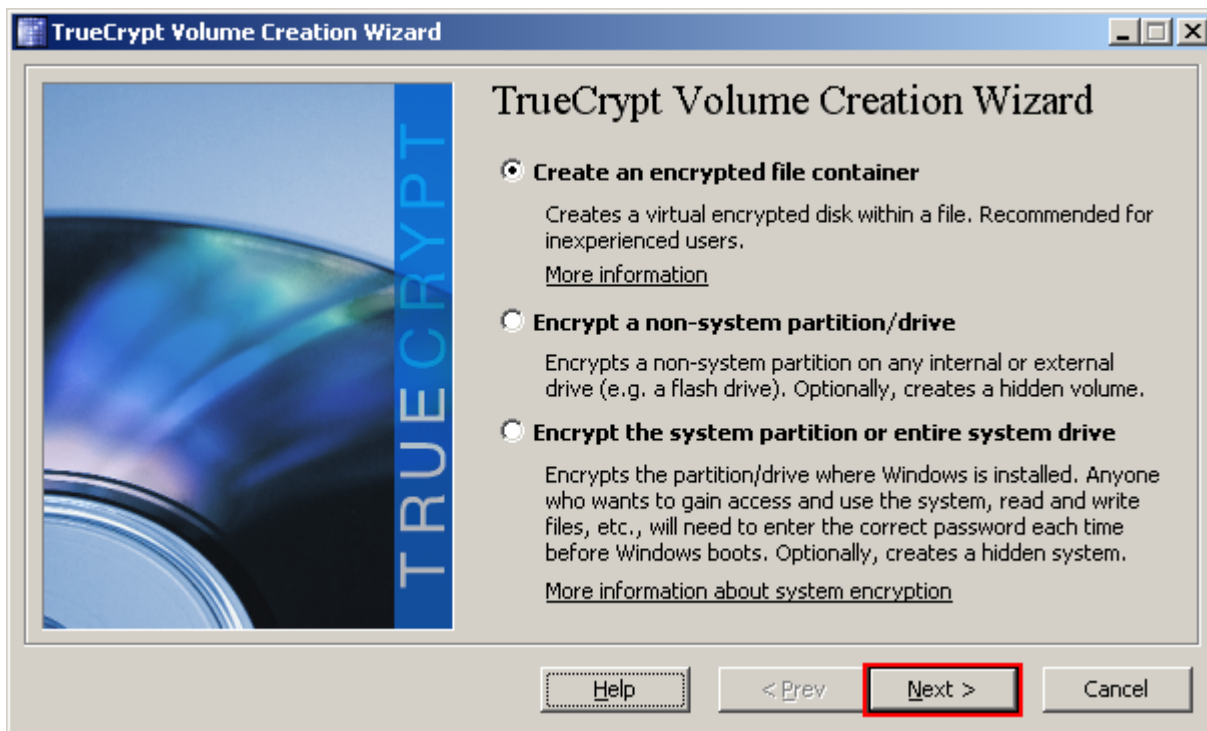 TrueCrypt Volume Creation Wizard
TRUECRYPT
TrueCrypt Volume Creation Wizard
Create an encrypted file container
Creates a virtual encrypted disk within a file. Recommended for
inexperienced users.
More information
Encrypt a non-system partition/drive
Encrypts a non-system partition on any internal or external
drive (e.g. a flash drive). Optionally, creates a hidden volume.
Encrypt the system partition or entire system drive
Encrypts the partition/drive where Windows is installed. Anyone
who wants to gain access and use the system, read and write
files, etc., will need to enter the correct password each time
before Windows boots. Optionally, creates a hidden system.
More information about system encryption
Help < Prev Next > Cancel